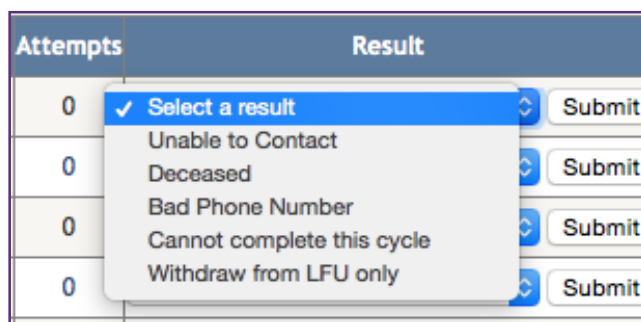 Attempts Result
0 ✓ Select a result Submit
Unable to Contact
0 Deceased Submit
Bad Phone Number
0 Submit
Cannot complete this cycle
0 Withdraw from LFU only Submit